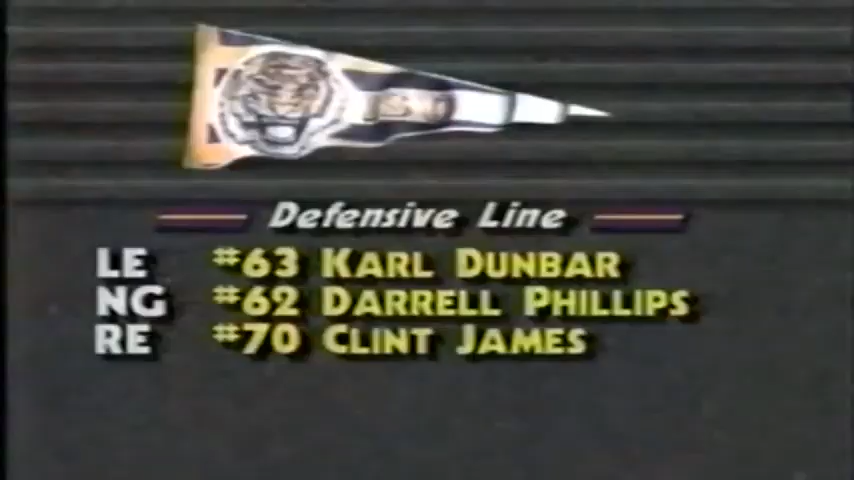 Defensive Line
LE #63 KARL DUNBAR
NG #62 DARRELL PHILLIPS
RE #70 CLINT JAMES